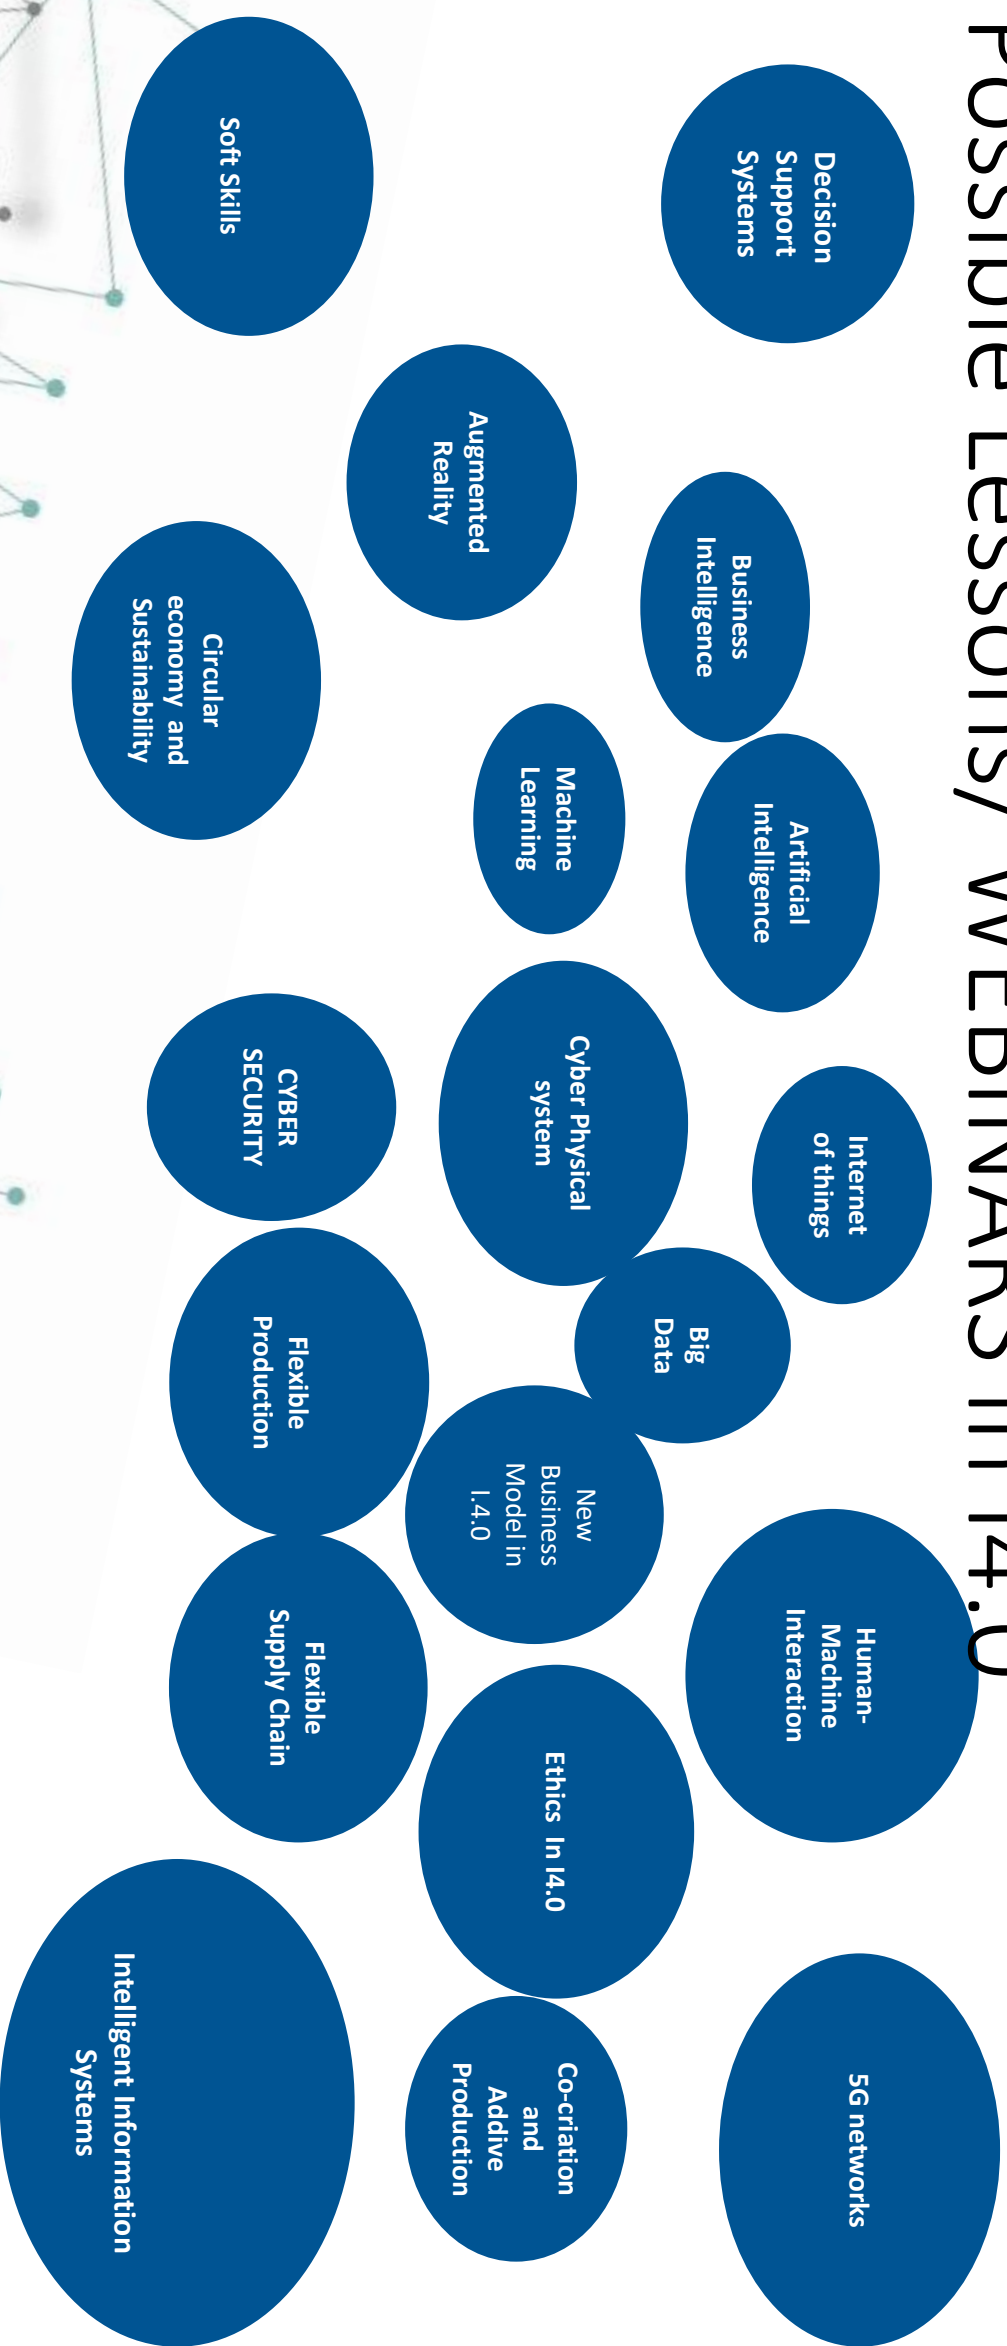 Possible Lessons/ WEBINARS in I4.0
Decision
Support
Systems
Business
Intelligence
Artificial
Intelligence
Internet
of things
Big
Data
Human-
Machine
Interaction
5G networks
Augmented
Reality
Machine
Learning
Cyber Physical
system
New
Business
Model in
I.4.0
Ethics In I4.0
Co-criation
and
Addive
Production
Soft Skills
Circular
economy and
Sustainability
CYBER
SECURITY
Flexible
Production
Flexible
Supply Chain
Intelligent Information
Systems